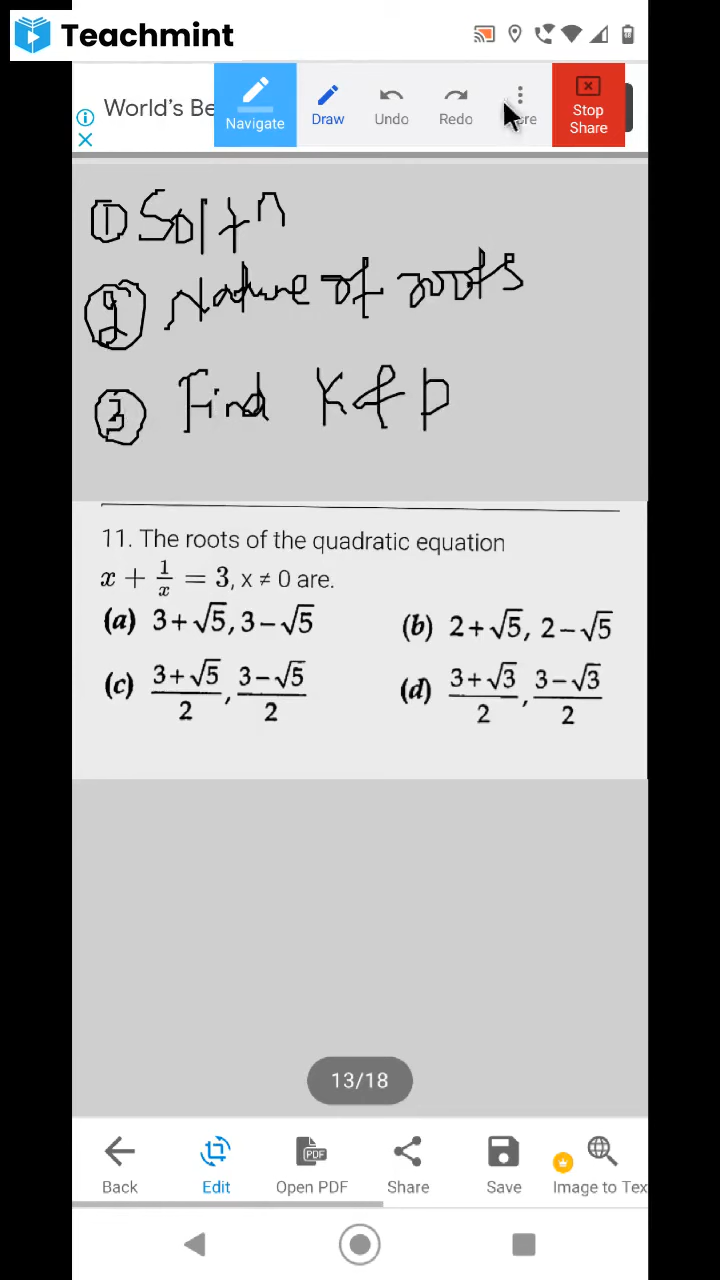 Teachmint
World's Be
Navigate
Draw
Undo
Redo
Stop
Share
① Sol/n
② Nature of roots
③ Find K & p
11. The roots of the quadratic equation
x + 1/x = 3, x ≠ 0 are.
(a) 3+√5, 3−√5
(b) 2+√5, 2−√5
(c) 3+√5/2, 3−√5/2
(d) 3+√3/2, 3−√3/2
13/18
Back
Edit
Open PDF
Share
Save
Image to Tex
PDF